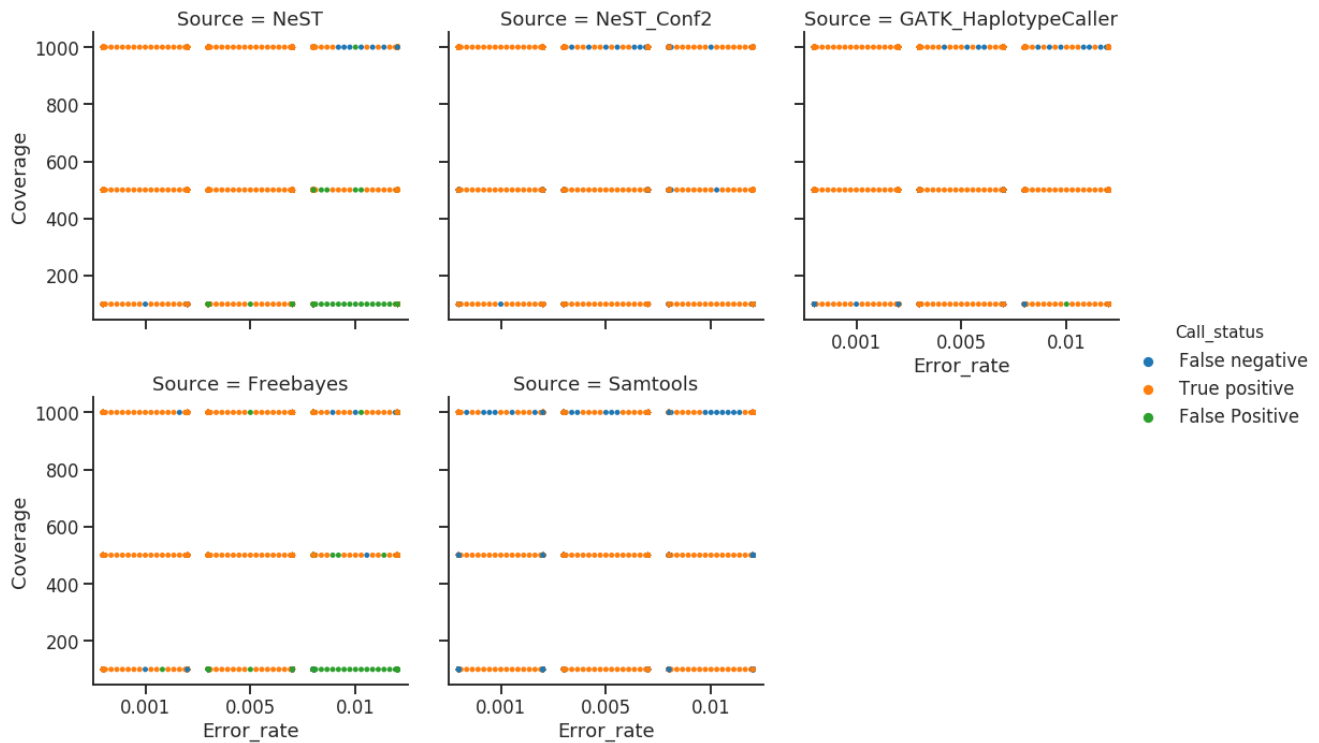 Source = NeST
Source = NeST_Conf2
Source = GATK_HaplotypeCaller
1000
800
600
400
200
Coverage
0.001
0.005
0.01
Error_rate
Call_status
False negative
True positive
False Positive
Source = Freebayes
Source = Samtools
1000
800
600
400
200
Coverage
0.001
0.005
0.01
0.001
0.005
0.01
Error_rate
Error_rate